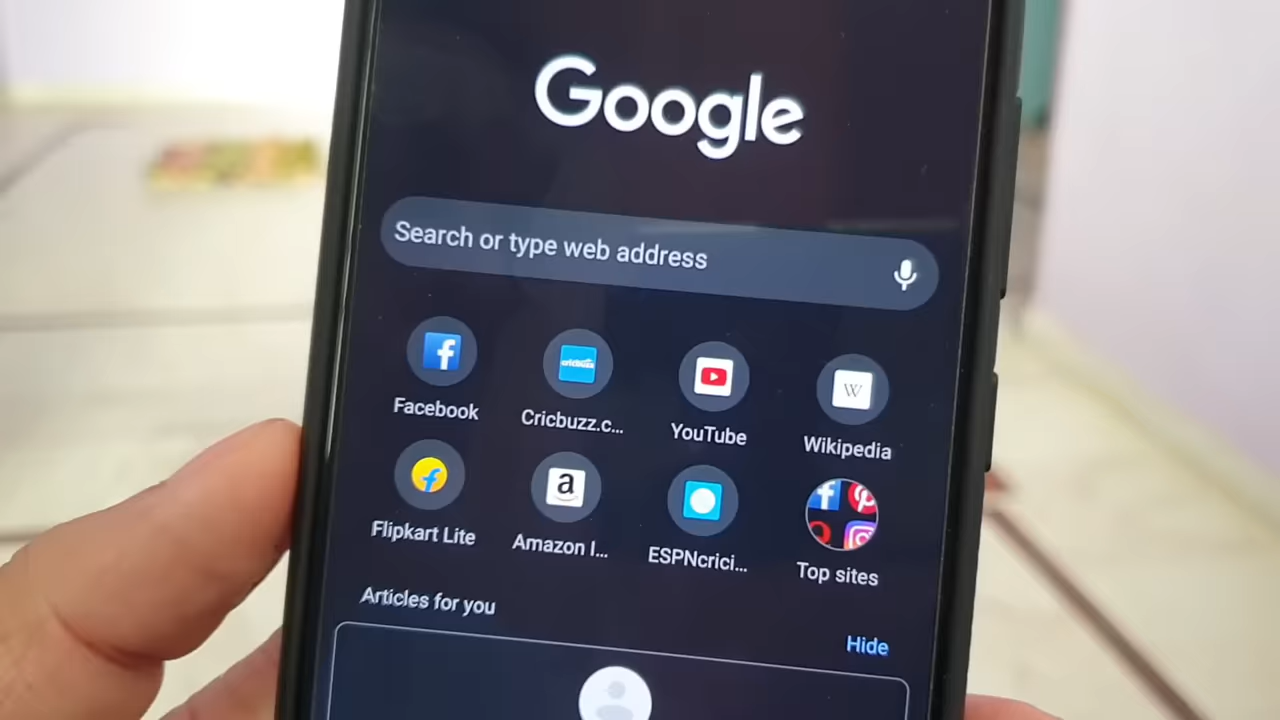 Google
Search or type web address
Facebook
Cricbuzz.c...
YouTube
W
Wikipedia
Flipkart Lite
a
Amazon I...
ESPNcrici...
Top sites
Articles for you
Hide